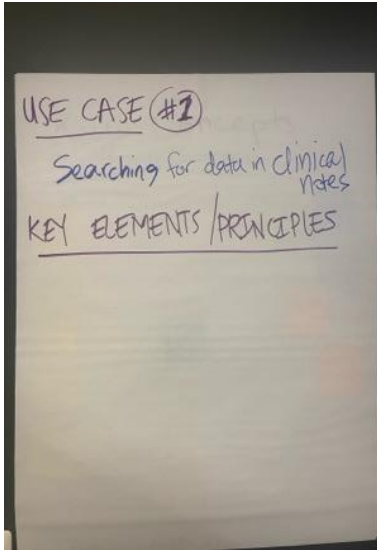 USE CASE #1
Searching for data in clinical
notes
KEY ELEMENTS/PRINCIPLES